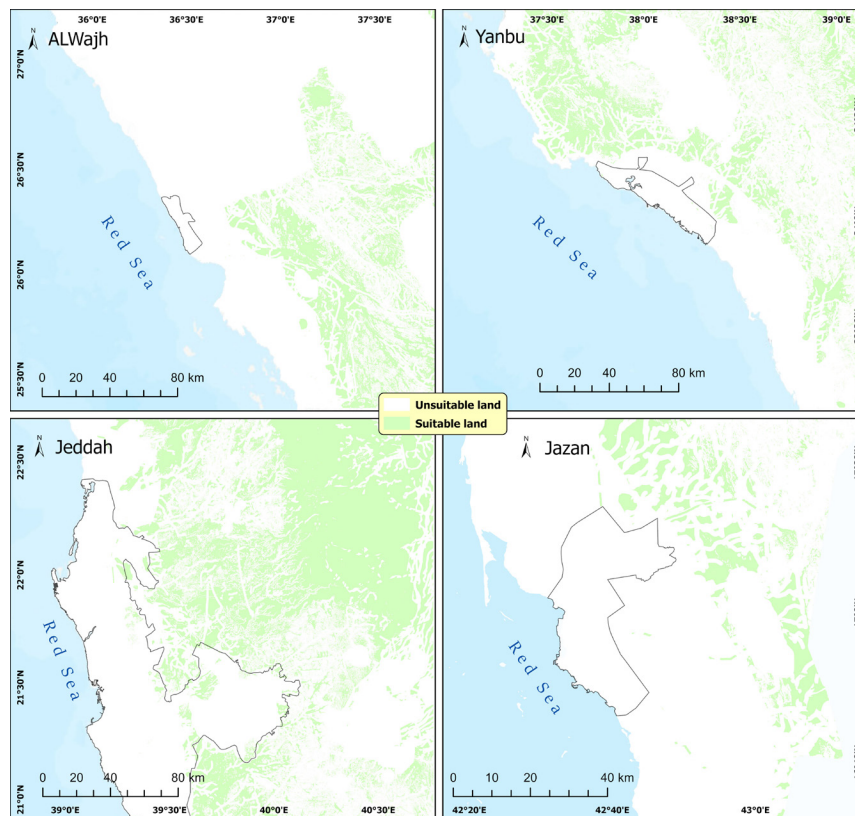 36°0'E 36°30'E 37°0'E 37°30'E
N
ALWajh
27°0'N
26°30'N
26°0'N
25°30'N
Red Sea
0 20 40 80 km
37°30'E 38°0'E 38°30'E 39°0'E
N
Yanbu
Red Sea
0 20 40 80 km
Unsuitable land
Suitable land
N
Jeddah
22°30'N
22°0'N
21°30'N
21°0'N
Red Sea
0 20 40 80 km
39°0'E 39°30'E 40°0'E 40°30'E
N
Jazan
Red Sea
0 10 20 40 km
42°20'E 42°40'E 43°0'E